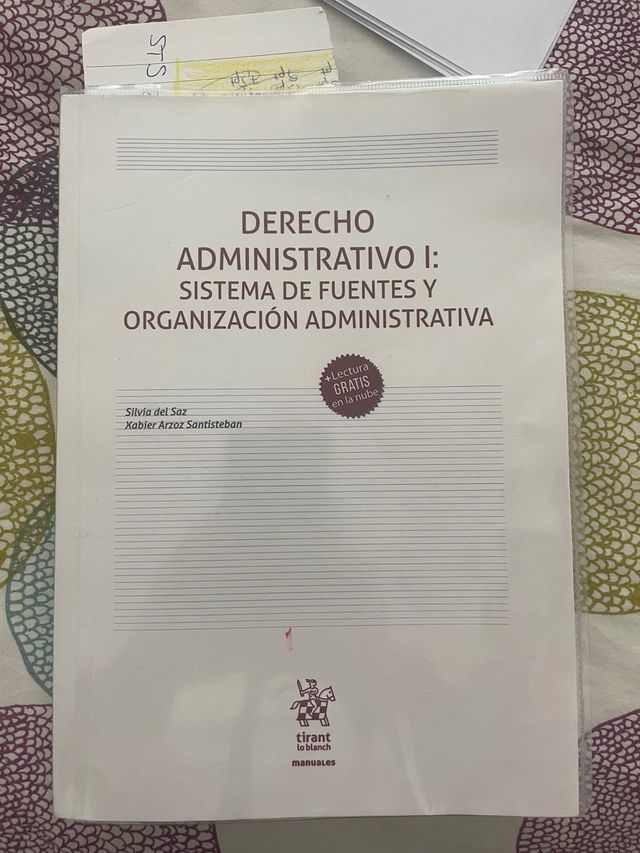 STS
DERECHO
ADMINISTRATIVO I:
SISTEMA DE FUENTES Y
ORGANIZACIÓN ADMINISTRATIVA
+Lectura
GRATIS
en la nube
Silvia del Saz
Xabier Arzoz Santisteban
tirant
lo blanch
manuales